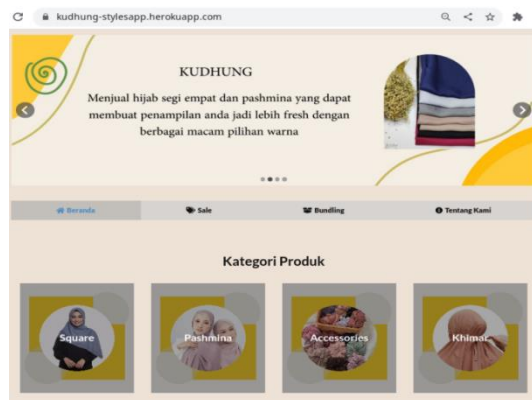 kudhung-stylesapp.herokuapp.com
KUDHUNG
Menjual hijab segi empat dan pashmina yang dapat
membuat penampilan anda jadi lebih fresh dengan
berbagai macam pilihan warna
Beranda
Sale
Bundling
Tentang Kami
Kategori Produk
Square
Pashmina
Accessories
Khimar